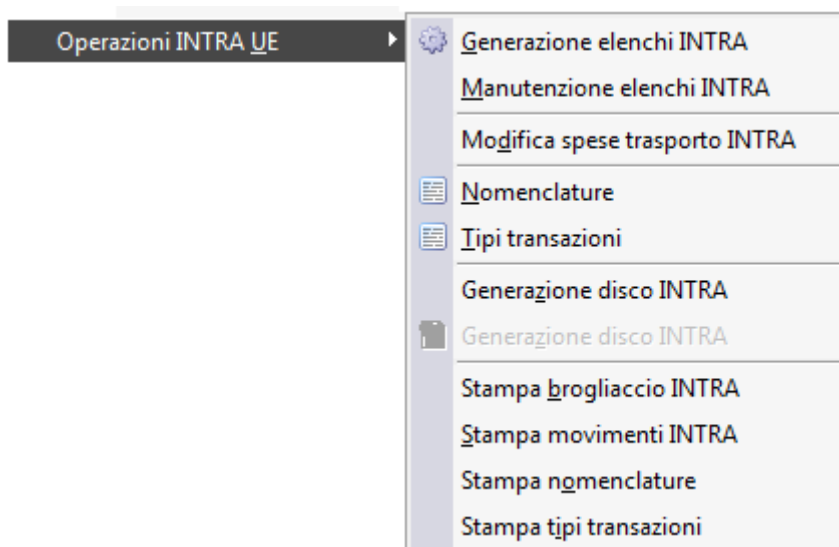 Operazioni INTRA UE
Generazione elenchi INTRA
Manutenzione elenchi INTRA
Modifica spese trasporto INTRA
Nomenclature
Tipi transazioni
Generazione disco INTRA
Generazione disco INTRA
Stampa brogliaccio INTRA
Stampa movimenti INTRA
Stampa nomenclature
Stampa tipi transazioni